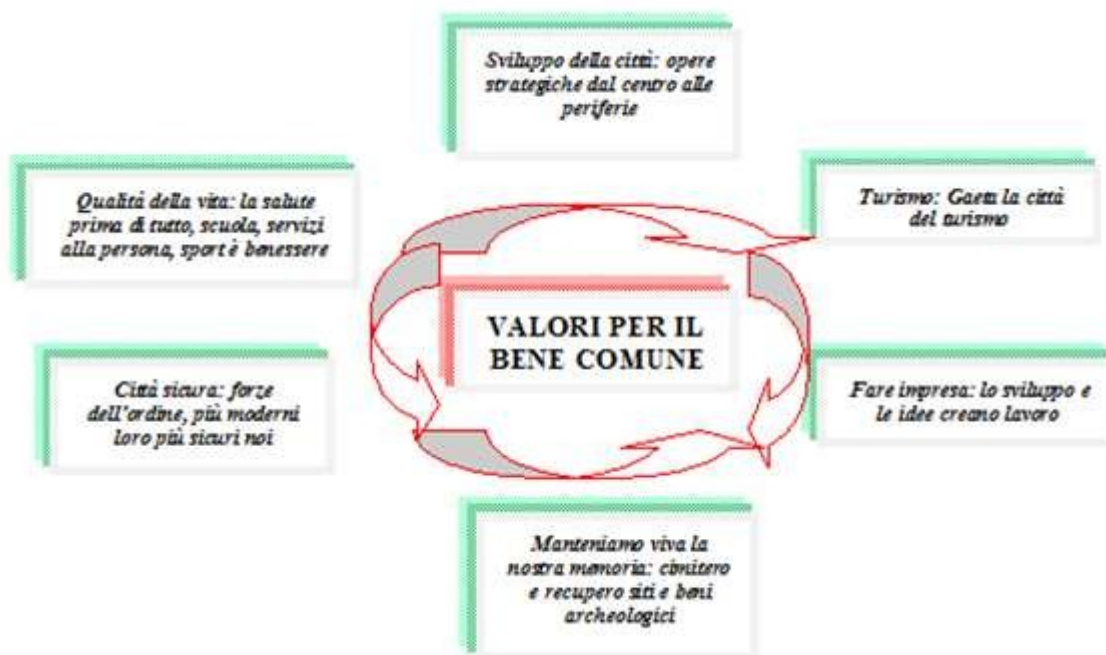 Sviluppo della città: opere
strategiche dal centro alle
periferie
Qualità della vita: la salute
prima di tutto, scuola, servizi
alla persona, sport è benessere
Turismo: Gaeta la città
del turismo
VALORI PER IL
BENE COMUNE
Città sicura: forze
dell'ordine, più moderni
loro più sicuri noi
Fare impresa: lo sviluppo e
le idee creano lavoro
Manteniamo viva la
nostra memoria: cimitero
e recupero siti e beni
archeologici